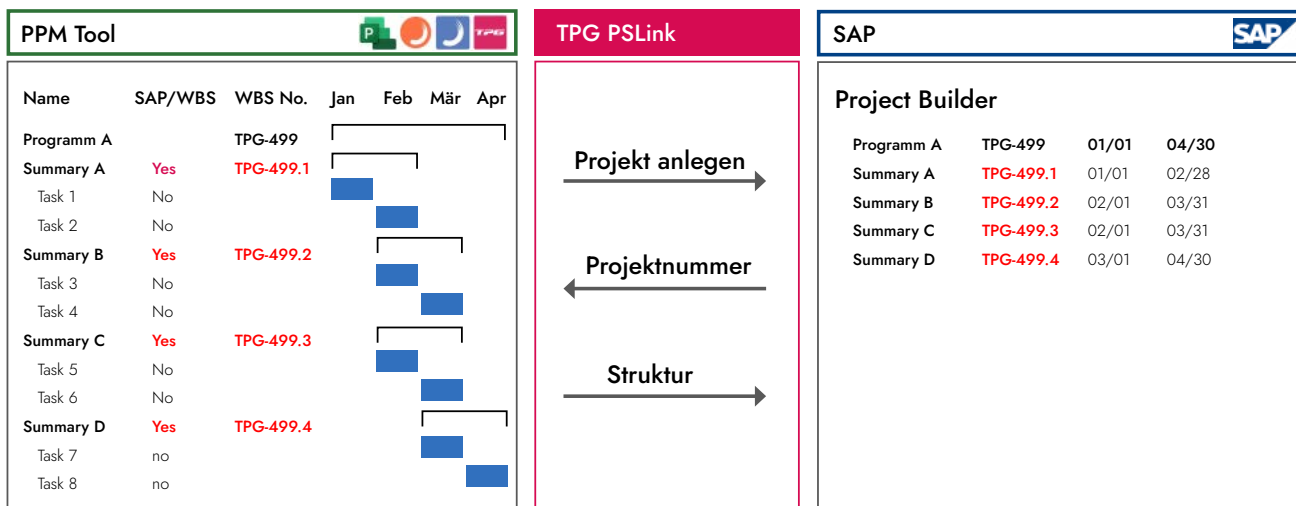 PPM Tool
P
TPG
TPG PSLink
SAP
SAP
Name SAP/WBS WBS No. Jan Feb Mär Apr
Programm A TPG-499
Summary A Yes TPG-499.1
Task 1 No
Task 2 No
Summary B Yes TPG-499.2
Task 3 No
Task 4 No
Summary C Yes TPG-499.3
Task 5 No
Task 6 No
Summary D Yes TPG-499.4
Task 7 no
Task 8 no
Projekt anlegen
Projektnummer
Struktur
Project Builder
Programm A TPG-499 01/01 04/30
Summary A TPG-499.1 01/01 02/28
Summary B TPG-499.2 02/01 03/31
Summary C TPG-499.3 02/01 03/31
Summary D TPG-499.4 03/01 04/30